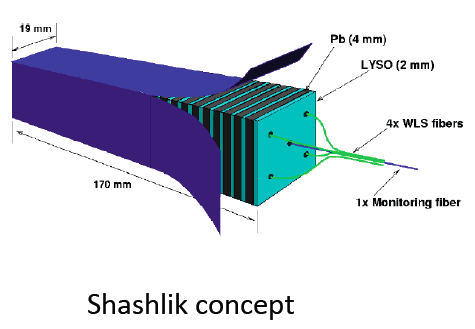 19 mm
Pb (4 mm)
LYSO (2 mm)
4x WLS fibers
170 mm
1x Monitoring fiber
Shashlik concept